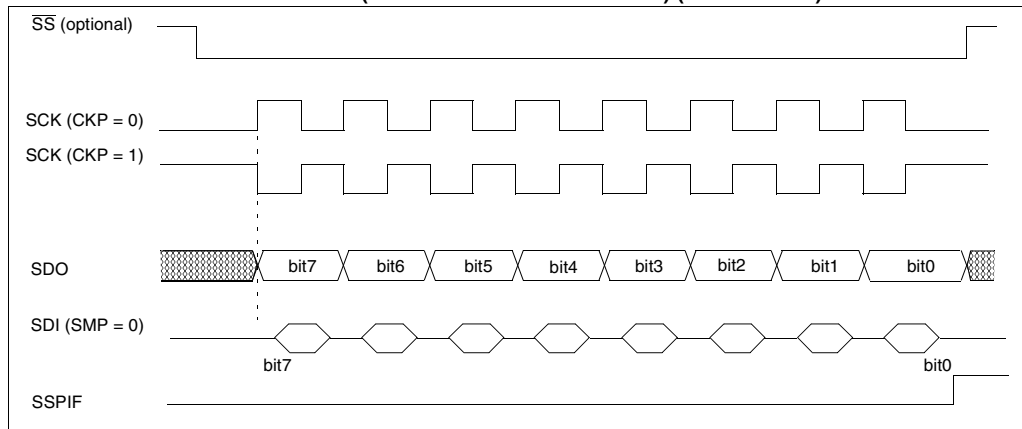 SS (optional)
SCK (CKP = 0)
SCK (CKP = 1)
SDO bit7 bit6 bit5 bit4 bit3 bit2 bit1 bit0
SDI (SMP = 0)
bit7 bit0
SSPIF